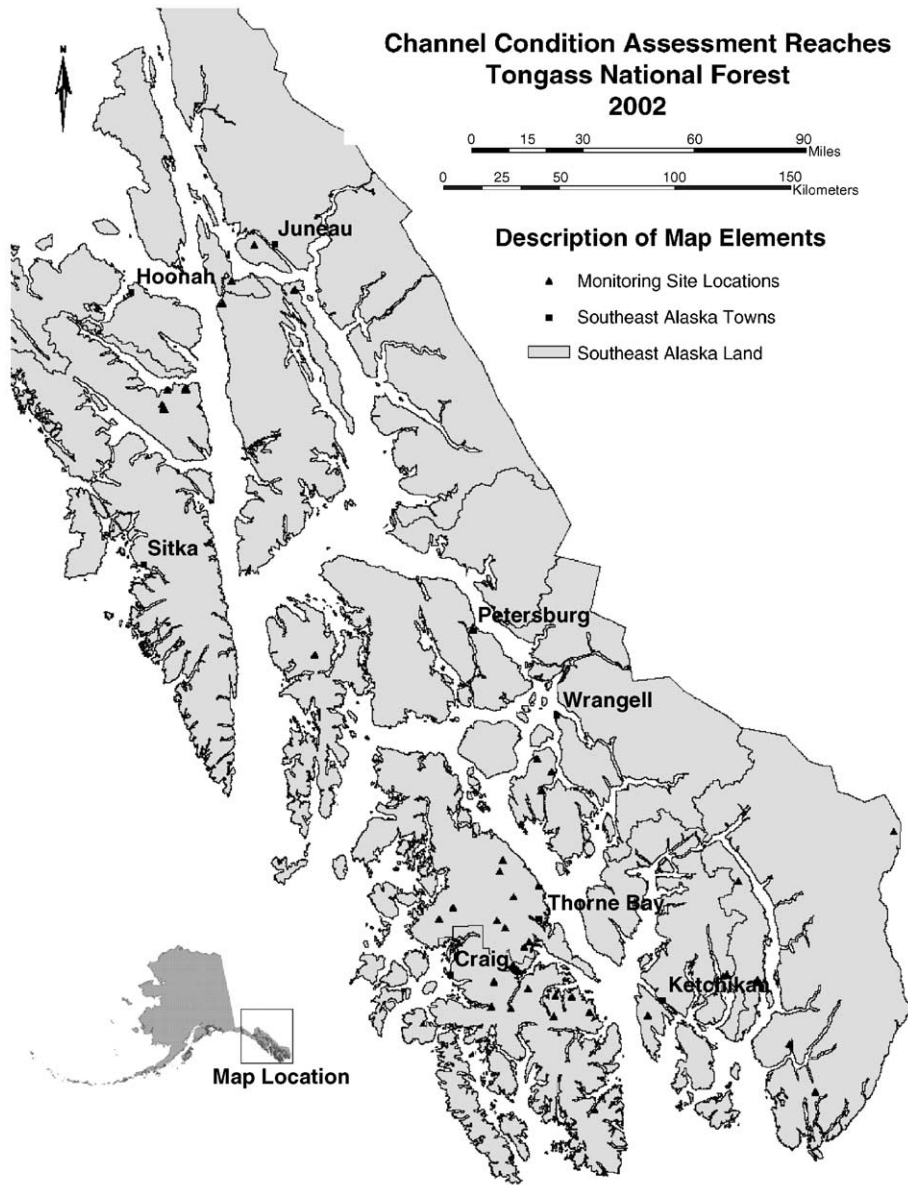 Channel Condition Assessment Reaches
Tongass National Forest
2002
N
0 15 30 60 90
Miles
0 25 50 100 150
Kilometers
Description of Map Elements
Monitoring Site Locations
Southeast Alaska Towns
Southeast Alaska Land
Juneau
Hoonah
Sitka
Petersburg
Wrangell
Thorne Bay
Craig
Ketchikan
Map Location